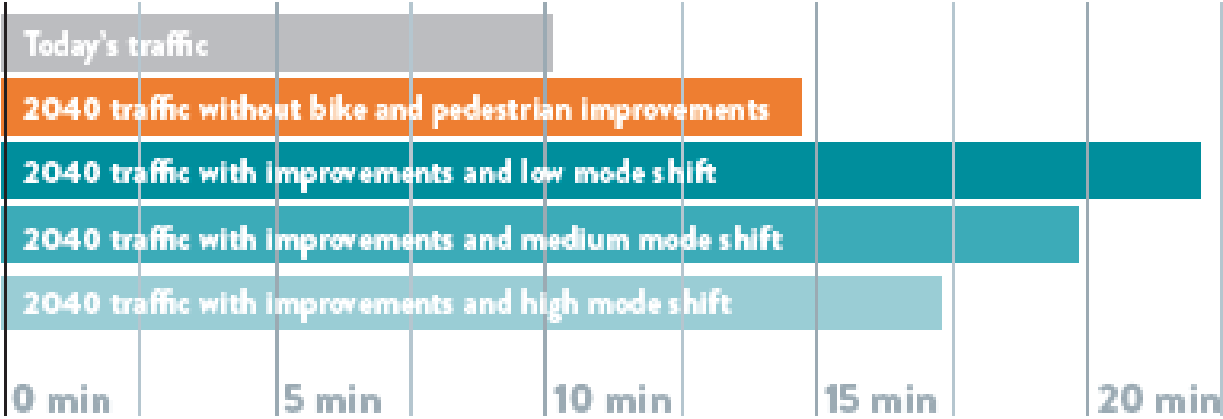 Today's traffic
2040 traffic without bike and pedestrian improvements
2040 traffic with improvements and low mode shift
2040 traffic with improvements and medium mode shift
2040 traffic with improvements and high mode shift
0 min 5 min 10 min 15 min 20 min